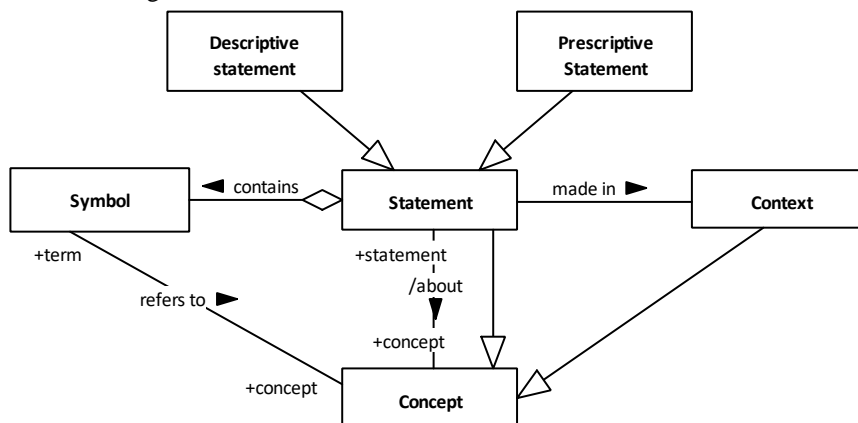 Descriptive
statement
Prescriptive
Statement
Symbol
contains
Statement
made in
Context
+term
+statement
/about
refers to
+concept
+concept
Concept